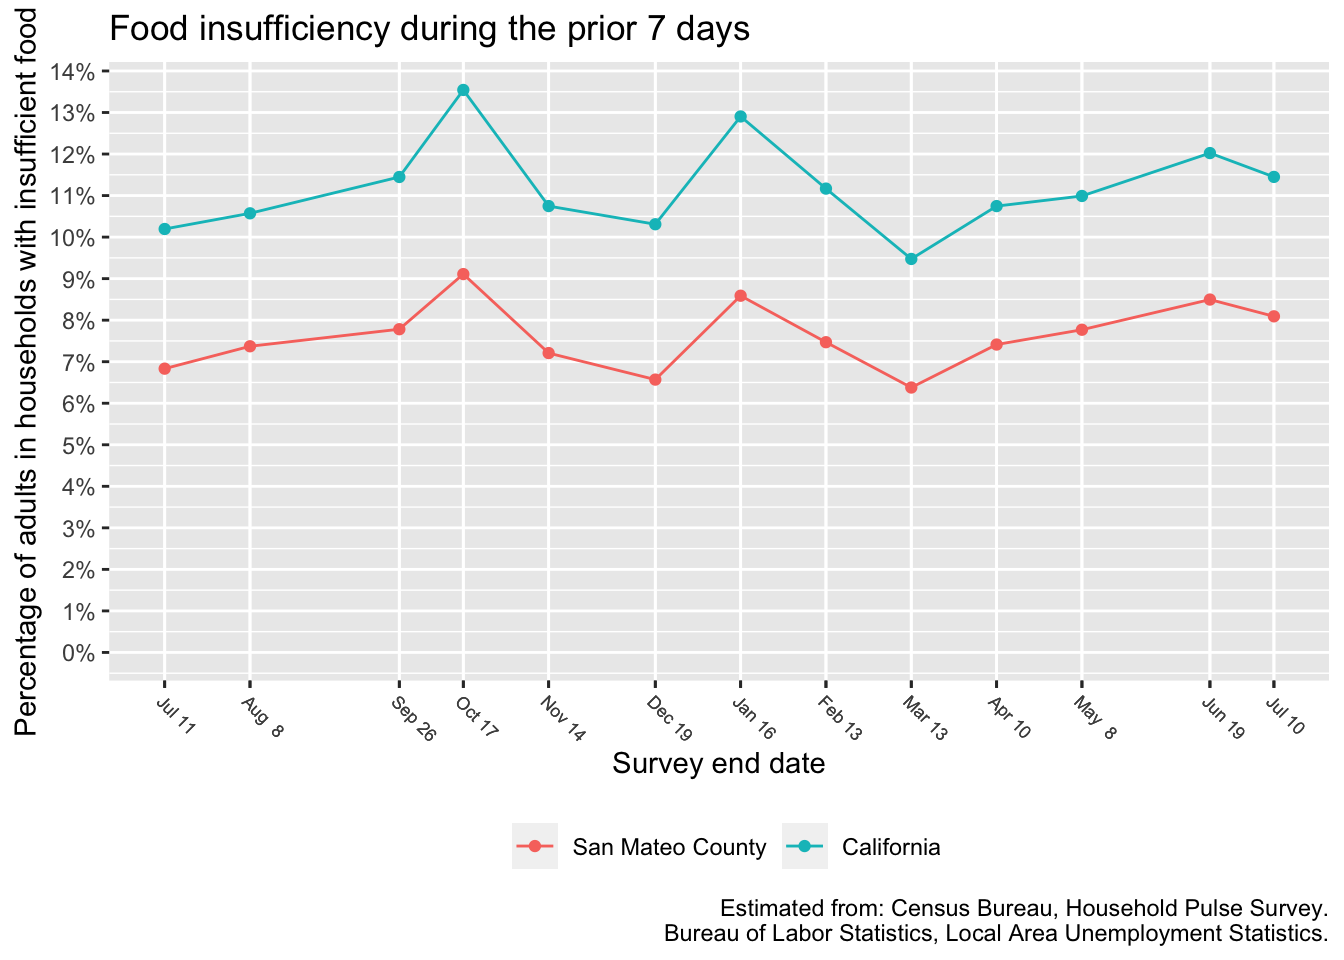 Food insufficiency during the prior 7 days
Percentage of adults in households with insufficient food
14%
13%
12%
11%
10%
9%
8%
7%
6%
5%
4%
3%
2%
1%
0%
Jul 11
Aug 8
Sep 26
Oct 17
Nov 14
Dec 19
Jan 16
Feb 13
Mar 13
Apr 10
May 8
Jun 19
Jul 10
Survey end date
San Mateo County
California
Estimated from: Census Bureau, Household Pulse Survey.
Bureau of Labor Statistics, Local Area Unemployment Statistics.